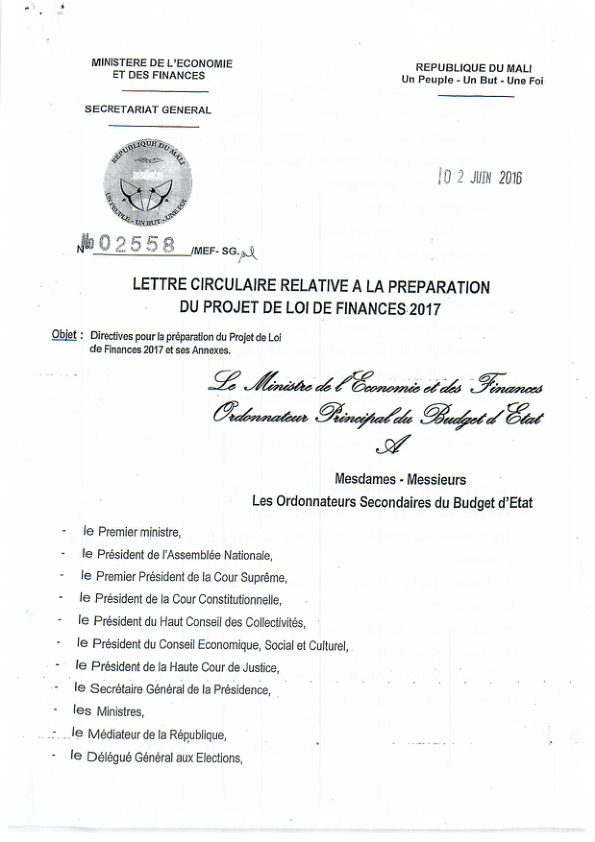 MINISTERE DE L'ECONOMIE
ET DES FINANCES
SECRETARIAT GENERAL
REPUBLIQUE DU MALI
Un Peuple - Un But - Une Foi
REPUBLIQUE DU MALI
UN PEUPLE - UN BUT - UNE FOI
02 JUIN 2016
N° 02558 /MEF- SG.
LETTRE CIRCULAIRE RELATIVE A LA PREPARATION
DU PROJET DE LOI DE FINANCES 2017
Objet : Directives pour la préparation du Projet de Loi
de Finances 2017 et ses Annexes.
Le Ministre de l'Economie et des Finances
Ordonnateur Principal du Budget d'Etat
A
Mesdames - Messieurs
Les Ordonnateurs Secondaires du Budget d'Etat
- le Premier ministre,
- le Président de l'Assemblée Nationale,
- le Premier Président de la Cour Suprême,
- le Président de la Cour Constitutionnelle,
- le Président du Haut Conseil des Collectivités,
- le Président du Conseil Economique, Social et Culturel,
- le Président de la Haute Cour de Justice,
- le Secrétaire Général de la Présidence,
- les Ministres,
- le Médiateur de la République,
- le Délégué Général aux Elections,